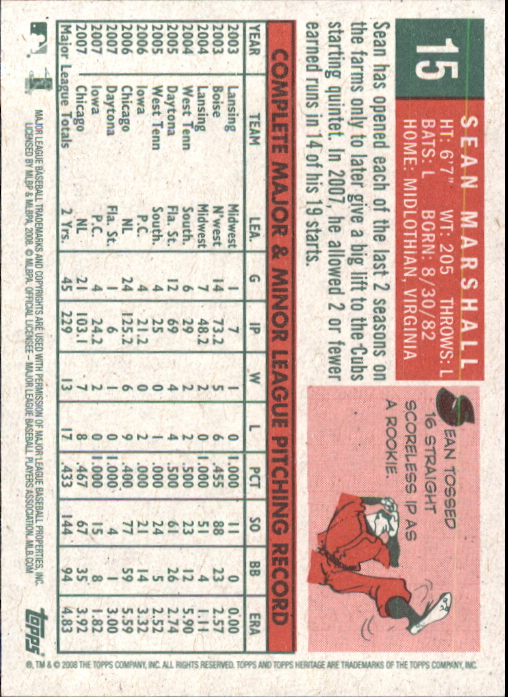 15
SEAN MARSHALL
HT: 6'7" WT: 205 THROWS: L
BATS: L BORN: 8/30/82
HOME: MIDLOTHIAN, VIRGINIA
SEAN TOSSED
16 STRAIGHT
SCORELESS IP AS
A ROOKIE.
Sean has opened each of the last 2 seasons on
the farms only to later give a big lift to the Cubs
starting quintet. In 2007, he allowed 2 or fewer
earned runs in 14 of his 19 starts.
COMPLETE MAJOR & MINOR LEAGUE PITCHING RECORD
YEAR TEAM LEA. G IP W L PCT SO BB ERA
2003 Lansing Midwest 1 7 1 0 1.000 11 0 0.00
2003 Boise N'west 14 73.2 5 6 .455 88 23 2.57
2004 Lansing Midwest 7 48.2 2 0 1.000 51 4 1.11
2004 West Tenn South. 6 29 2 2 .500 23 12 5.90
2005 Daytona Fla. St. 12 69 4 4 .500 61 26 2.74
2005 West Tenn South. 4 25 0 1 .000 24 5 2.52
2006 Iowa P.C. 4 21.2 0 2 .000 21 14 3.32
2006 Chicago NL 24 125.2 6 9 .400 77 59 5.59
2007 Daytona Fla. St. 1 6 1 0 1.000 4 1 3.00
2007 Iowa P.C. 4 24.2 2 0 1.000 15 8 1.82
2007 Chicago NL 21 103.1 7 8 .467 67 35 3.92
Major League Totals 2 Yrs. 45 229 13 17 .433 144 94 4.83
MAJOR LEAGUE BASEBALL TRADEMARKS AND COPYRIGHTS ARE USED WITH PERMISSION OF MAJOR LEAGUE BASEBALL PROPERTIES, INC.
LICENSED BY MLBP & MLBPA, 2008. © MLBPA. OFFICIAL LICENSEE – MAJOR LEAGUE BASEBALL PLAYERS ASSOCIATION. MLB.COM
topps
®, TM & © 2008 THE TOPPS COMPANY, INC. ALL RIGHTS RESERVED. TOPPS AND TOPPS HERITAGE ARE TRADEMARKS OF THE TOPPS COMPANY, INC.